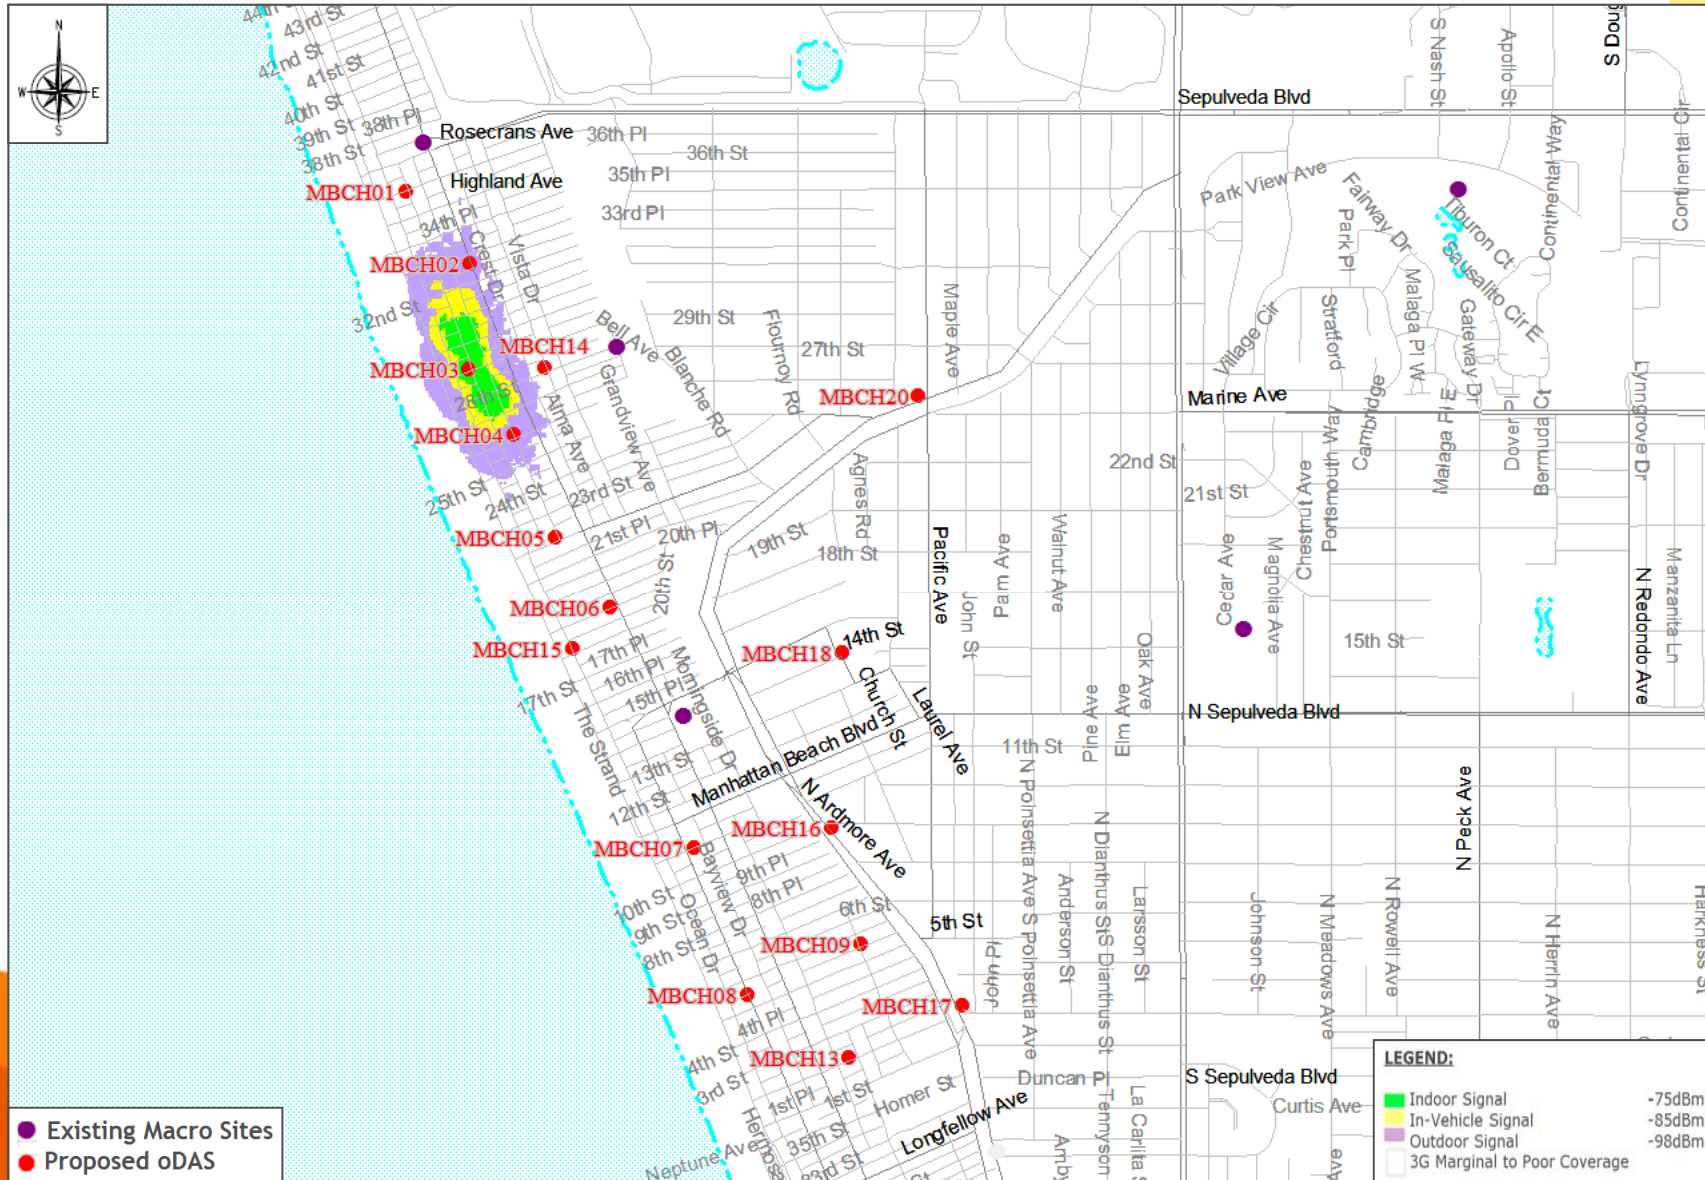 N
W
E
S
44th St
43rd St
42nd St
41st St
40th St
39th St
38th Pl
38th St
Rosecrans Ave
Highland Ave
36th Pl
36th St
35th Pl
33rd Pl
34th Pl
Crest Dr
Vista Dr
32nd St
29th St
27th St
28th St
Bell Ave
Blanche Rd
Flournoy Rd
Grandview Ave
Alma Ave
Maple Ave
25th St
24th St
23rd St
21st Pl
20th Pl
20th St
19th St
18th St
Agnes Rd
Sepulveda Blvd
S Nash St
Apollo St
S Doug
Continental Way
Continental Cir
Park View Ave
Fairway Dr
Park Pl
Tiburon Ct
Sausalito Cir E
Village Cir
Stratford
Malaga Pl W
Gateway Dr
Marine Ave
Cambridge
Malaga Pl E
Dover Pl
Bermuda Ct
Lynngrove Dr
Portsmouth Way
Chestnut Ave
22nd St
21st St
Pacific Ave
Pam Ave
Walnut Ave
John St
Cedar Ave
Magnolia Ave
15th St
N Redondo Ave
Manzanita Ln
Oak Ave
Pine Ave
Elm Ave
14th St
Church St
Laurel Ave
17th Pl
16th Pl
15th Pl
17th St
Morningside Dr
The Strand
13th St
12th St
Manhattan Beach Blvd
N Ardmore Ave
N Sepulveda Blvd
11th St
N Poinsettia Ave
S Poinsettia Ave
N Dianthus St
S Dianthus St
Anderson St
Larsson St
N Peck Ave
Johnson St
N Meadows Ave
N Rowell Ave
N Herrin Ave
Harkness St
Bayview Dr
Ocean Dr
9th Pl
8th Pl
10th St
9th St
8th St
6th St
5th St
John Pl
4th Pl
4th St
3rd St
1st Pl
1st St
Homer St
35th St
33rd St
Neptune Ave
Longfellow Ave
Duncan Pl
Tennyson
La Carlita S
S Sepulveda Blvd
Curtis Ave
MBCH01
MBCH02
MBCH03
MBCH14
MBCH04
MBCH20
MBCH05
MBCH06
MBCH15
MBCH18
MBCH16
MBCH07
MBCH09
MBCH08
MBCH17
MBCH13
Existing Macro Sites
Proposed oDAS
LEGEND:
Indoor Signal -75dBm
In-Vehicle Signal -85dBm
Outdoor Signal -98dBm
3G Marginal to Poor Coverage